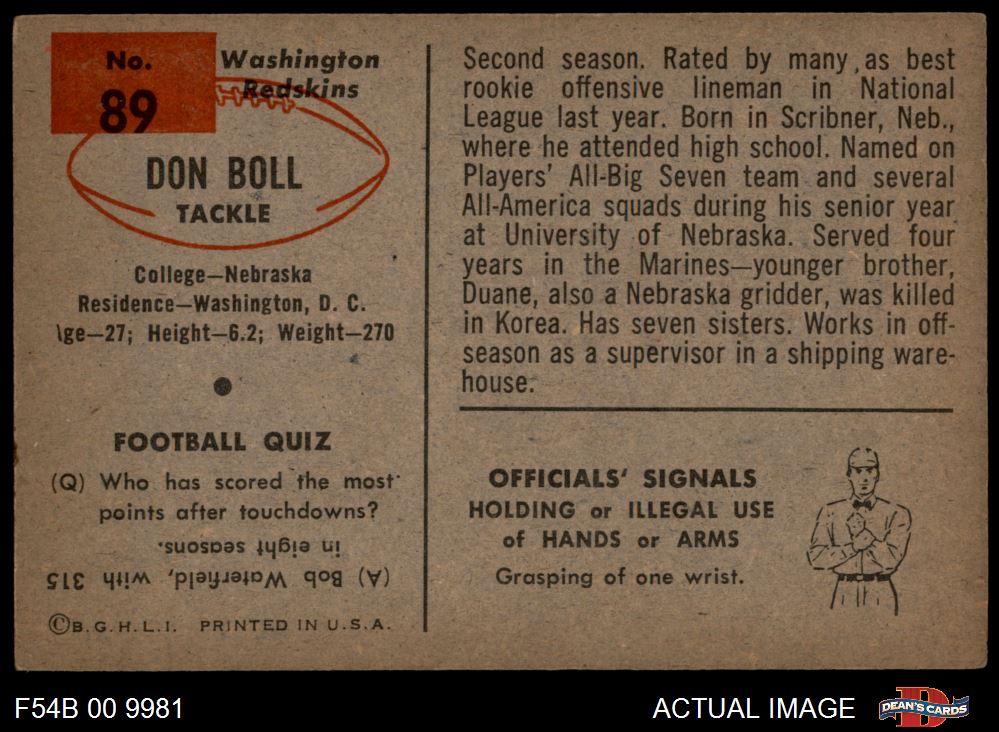 No.
89
Washington
Redskins
DON BOLL
TACKLE
College—Nebraska
Residence—Washington, D. C.
Age—27; Height—6.2; Weight—270
FOOTBALL QUIZ
(Q) Who has scored the most
points after touchdowns?
(A) Bob Waterfield, with 315
in eight seasons.
©B.G.H.L.I. PRINTED IN U.S.A.
Second season. Rated by many as best
rookie offensive lineman in National
League last year. Born in Scribner, Neb.,
where he attended high school. Named on
Players' All-Big Seven team and several
All-America squads during his senior year
at University of Nebraska. Served four
years in the Marines—younger brother,
Duane, also a Nebraska gridder, was killed
in Korea. Has seven sisters. Works in off-
season as a supervisor in a shipping ware-
house.
OFFICIALS' SIGNALS
HOLDING or ILLEGAL USE
of HANDS or ARMS
Grasping of one wrist.
F54B 00 9981
ACTUAL IMAGE
D
DEAN'S CARDS